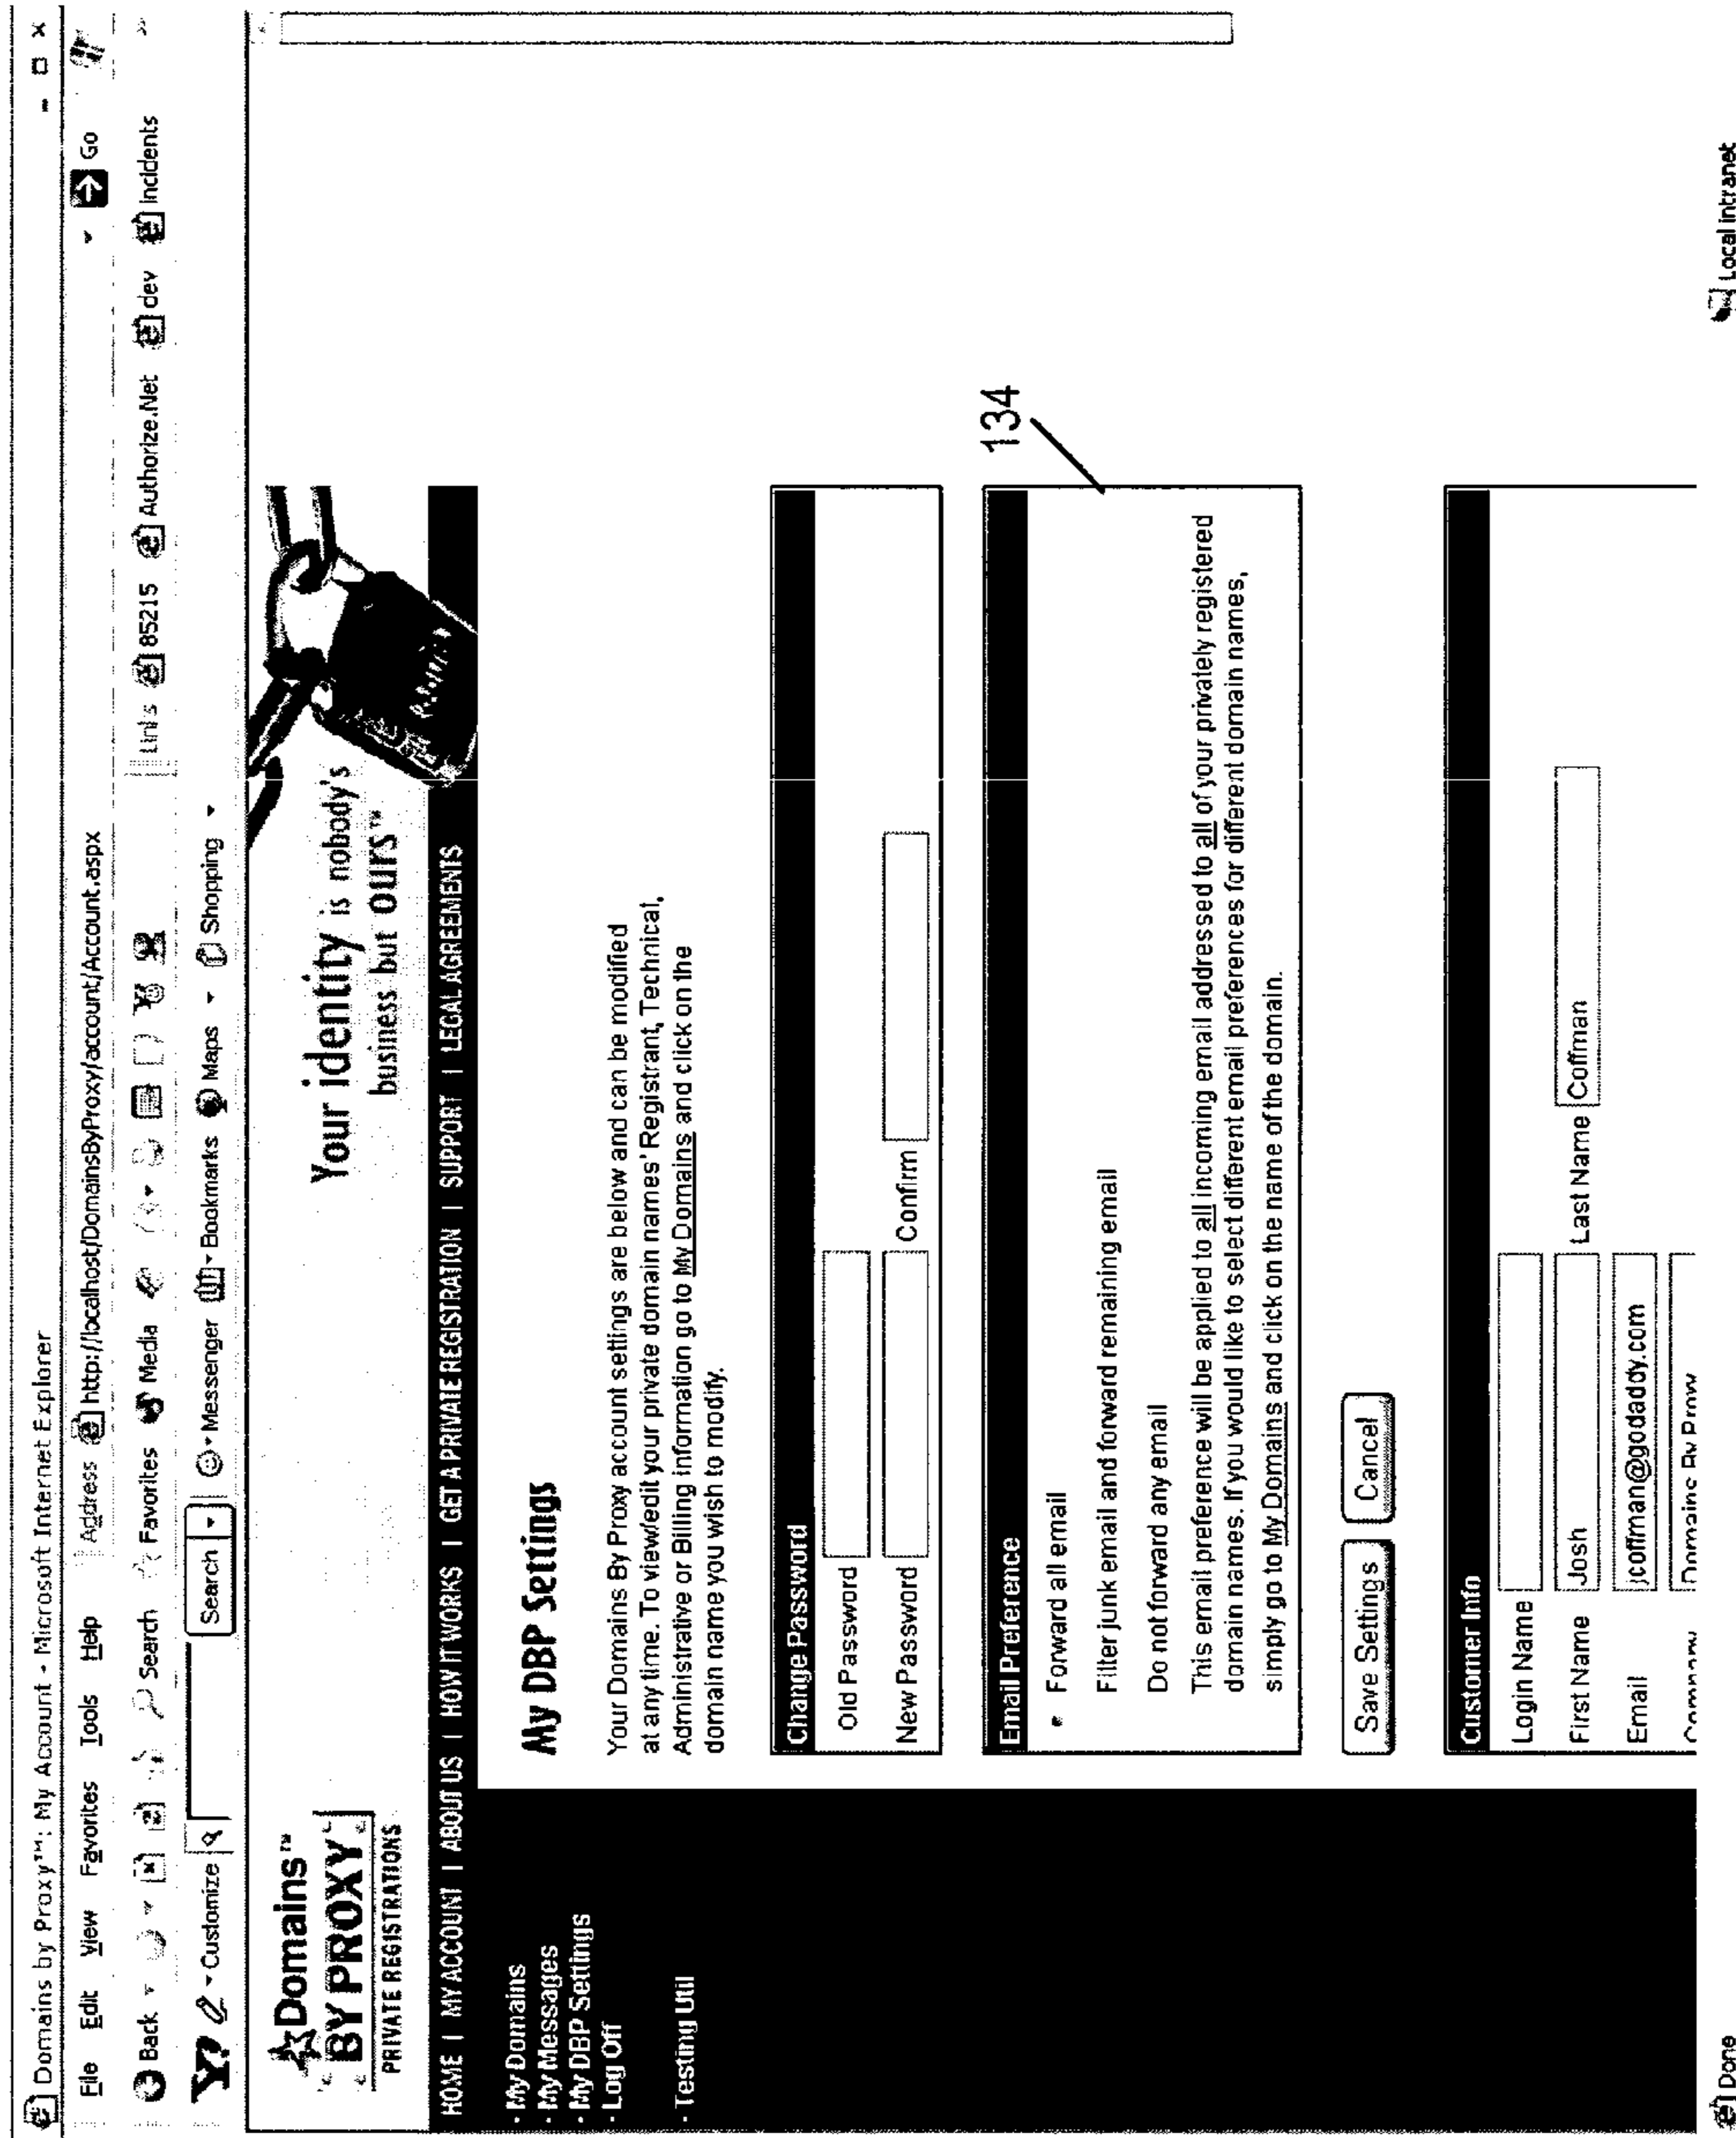 Domains by Proxy™: My Account - Microsoft Internet Explorer
File Edit View Favorites Tools Help Address http://localhost/DomainsByProxy/account/Account.aspx Go
Back Search Favorites Media Links 85215 Authorize.Net dev Incidents
Y! Customize Search Messenger Bookmarks Maps Shopping
Domains™
BY PROXY
PRIVATE REGISTRATIONS
Your identity is nobody's
business but ours™
HOME | MY ACCOUNT | ABOUT US | HOW IT WORKS | GET A PRIVATE REGISTRATION | SUPPORT | LEGAL AGREEMENTS
· My Domains
· My Messages
· My DBP Settings
· Log Off
· Testing Util
My DBP Settings
Your Domains By Proxy account settings are below and can be modified
at any time. To view/edit your private domain names' Registrant, Technical,
Administrative or Billing information go to My Domains and click on the
domain name you wish to modify.
Change Password
Old Password
New Password Confirm
134
Email Preference
Forward all email
Filter junk email and forward remaining email
Do not forward any email
This email preference will be applied to all incoming email addressed to all of your privately registered
domain names. If you would like to select different email preferences for different domain names,
simply go to My Domains and click on the name of the domain.
Save Settings Cancel
Customer Info
Login Name
First Name Josh Last Name Coffman
Email jcoffman@godaddy.com
Company Domains By Proxy
Done Local intranet